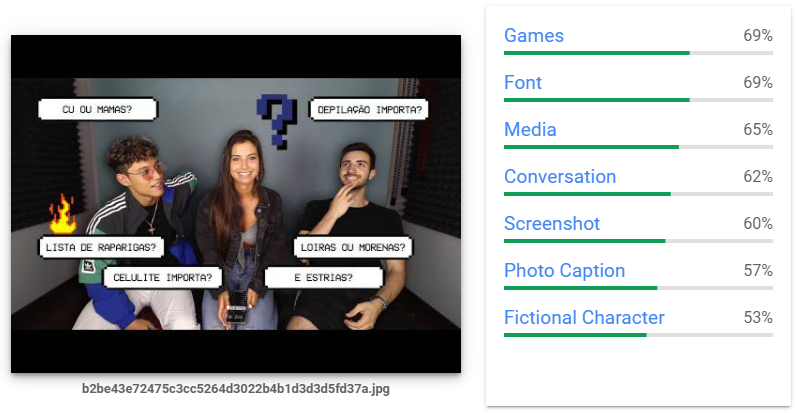 CU OU MAMAS?
DEPILAÇÃO IMPORTA?
LISTA DE RAPARIGAS?
LOIRAS OU MORENAS?
CELULITE IMPORTA?
E ESTRIAS?
b2be43e72475c3cc5264d3022b4b1d3d3d5fd37a.jpg
Games 69%
Font 69%
Media 65%
Conversation 62%
Screenshot 60%
Photo Caption 57%
Fictional Character 53%